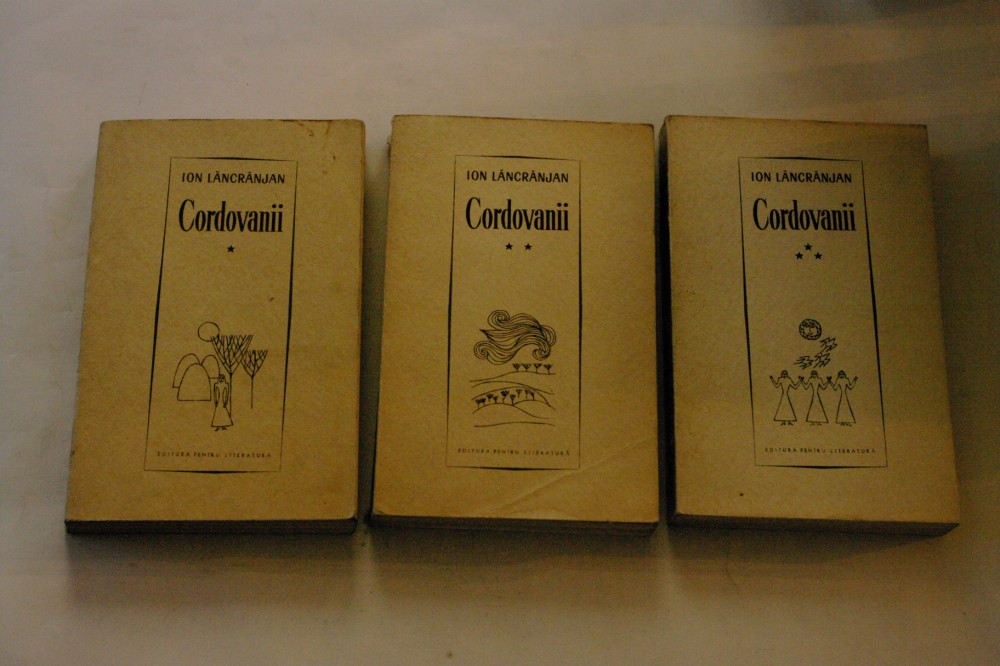 ION LĂNCRĂNJAN
Cordovanii
★
EDITURA PENTRU LITERATURĂ
ION LĂNCRĂNJAN
Cordovanii
★ ★
EDITURA PENTRU LITERATURĂ
ION LĂNCRĂNJAN
Cordovanii
★
★ ★
EDITURA PENTRU LITERATURĂ